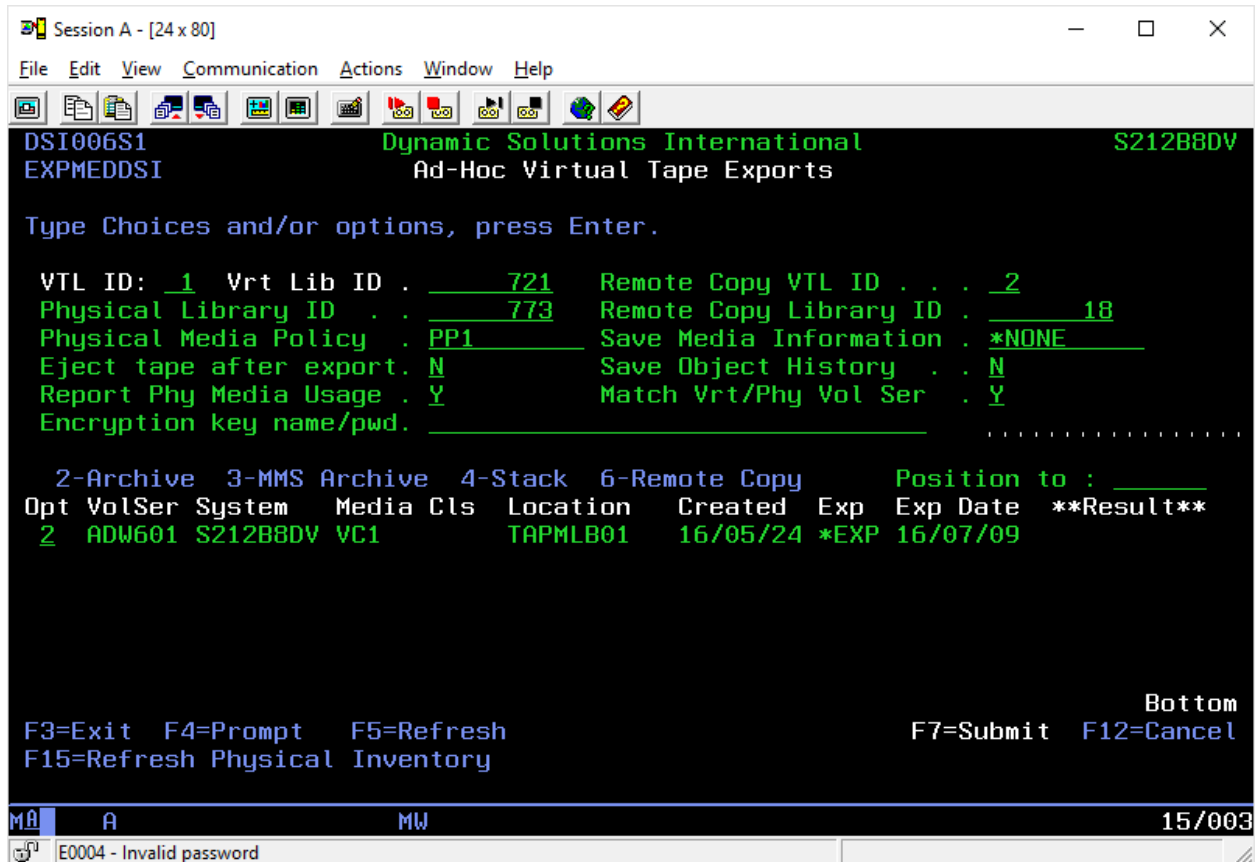 Session A - [24 x 80]
File Edit View Communication Actions Window Help
DSI006S1 Dynamic Solutions International S212B8DV
EXPMEDDSI Ad-Hoc Virtual Tape Exports
Type Choices and/or options, press Enter.
VTL ID: 1 Vrt Lib ID . 721 Remote Copy VTL ID . . . 2
Physical Library ID . . 773 Remote Copy Library ID . 18
Physical Media Policy . PP1 Save Media Information . *NONE
Eject tape after export. N Save Object History . . N
Report Phy Media Usage . Y Match Vrt/Phy Vol Ser . Y
Encryption key name/pwd.
2-Archive 3-MMS Archive 4-Stack 6-Remote Copy Position to :
Opt VolSer System Media Cls Location Created Exp Exp Date **Result**
2 ADW601 S212B8DV VC1 TAPMLB01 16/05/24 *EXP 16/07/09
Bottom
F3=Exit F4=Prompt F5=Refresh F7=Submit F12=Cancel
F15=Refresh Physical Inventory
MA A MW 15/003
E0004 - Invalid password